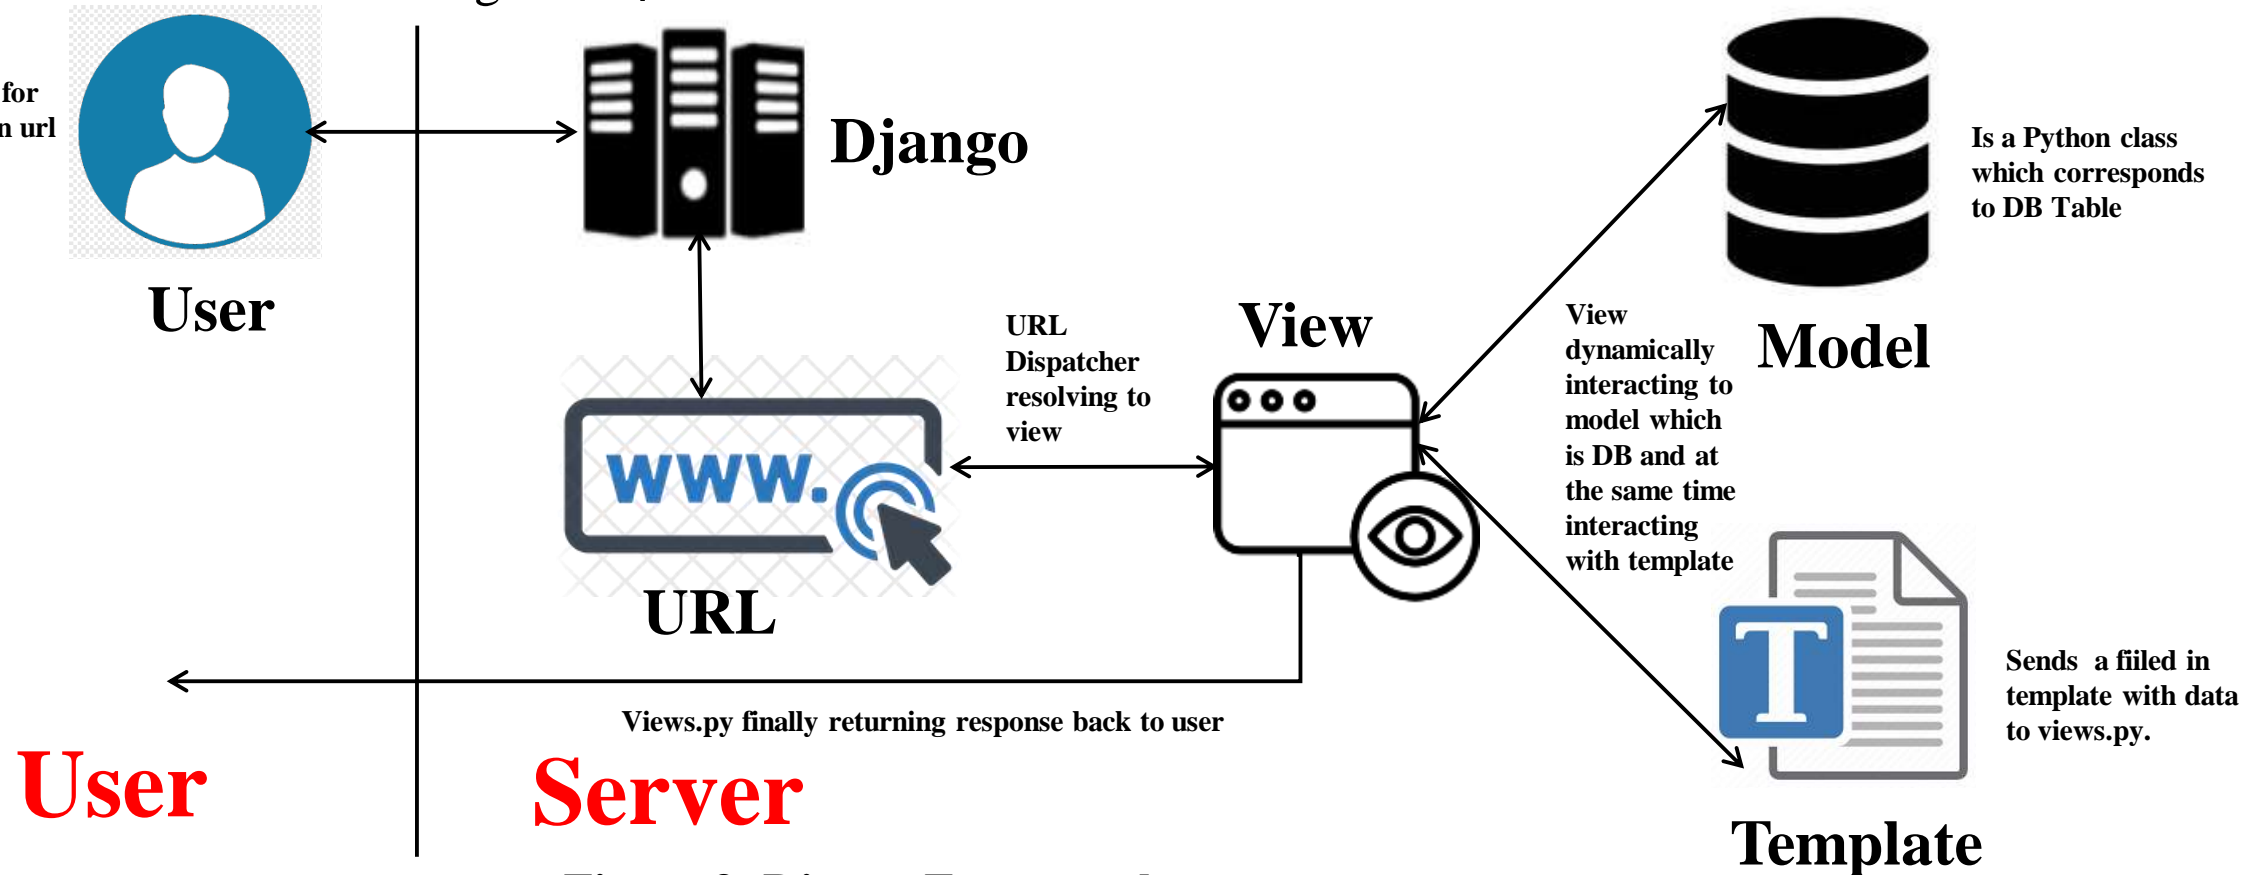 for
url
User
Django
URL
Dispatcher
resolving to
view
View
Is a Python class
which corresponds
to DB Table
View
dynamically
interacting to
model which
is DB and at
the same time
interacting
with template
Model
www.
URL
Sends a fiiled in
template with data
to views.py.
T
Template
Views.py finally returning response back to user
User
Server